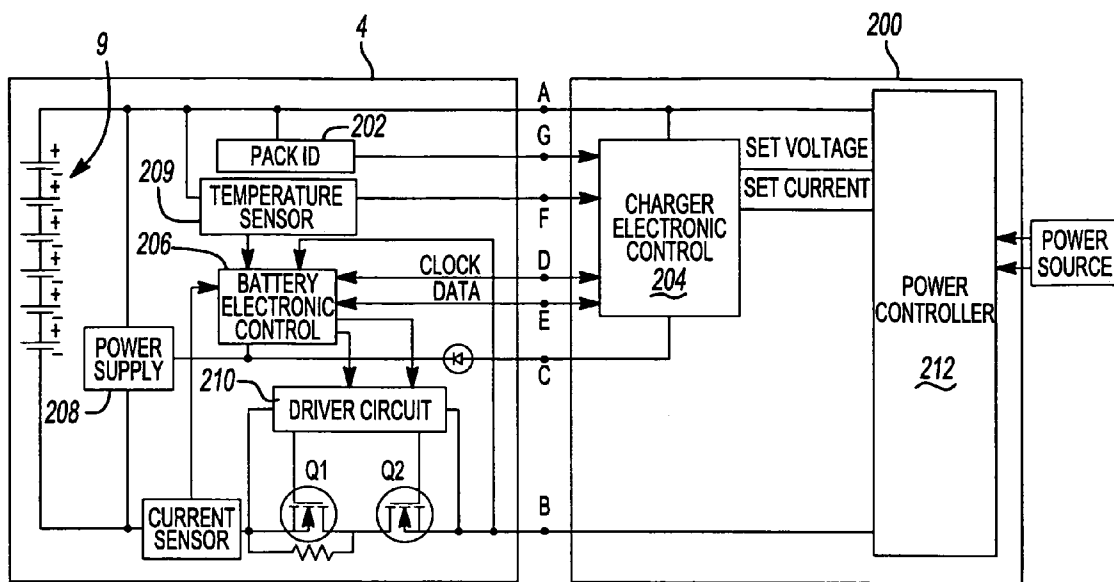 9
4
200
A
202
G
PACK ID
SET VOLTAGE
209
TEMPERATURE
SENSOR
F
SET CURRENT
CHARGER
ELECTRONIC
CONTROL
204
206
CLOCK
D
BATTERY
ELECTRONIC
CONTROL
DATA
E
POWER
SOURCE
POWER
CONTROLLER
212
POWER
SUPPLY
208
C
210
DRIVER CIRCUIT
Q1
Q2
B
CURRENT
SENSOR
+
-
+
-
+
-
+
-
+
-
+
-